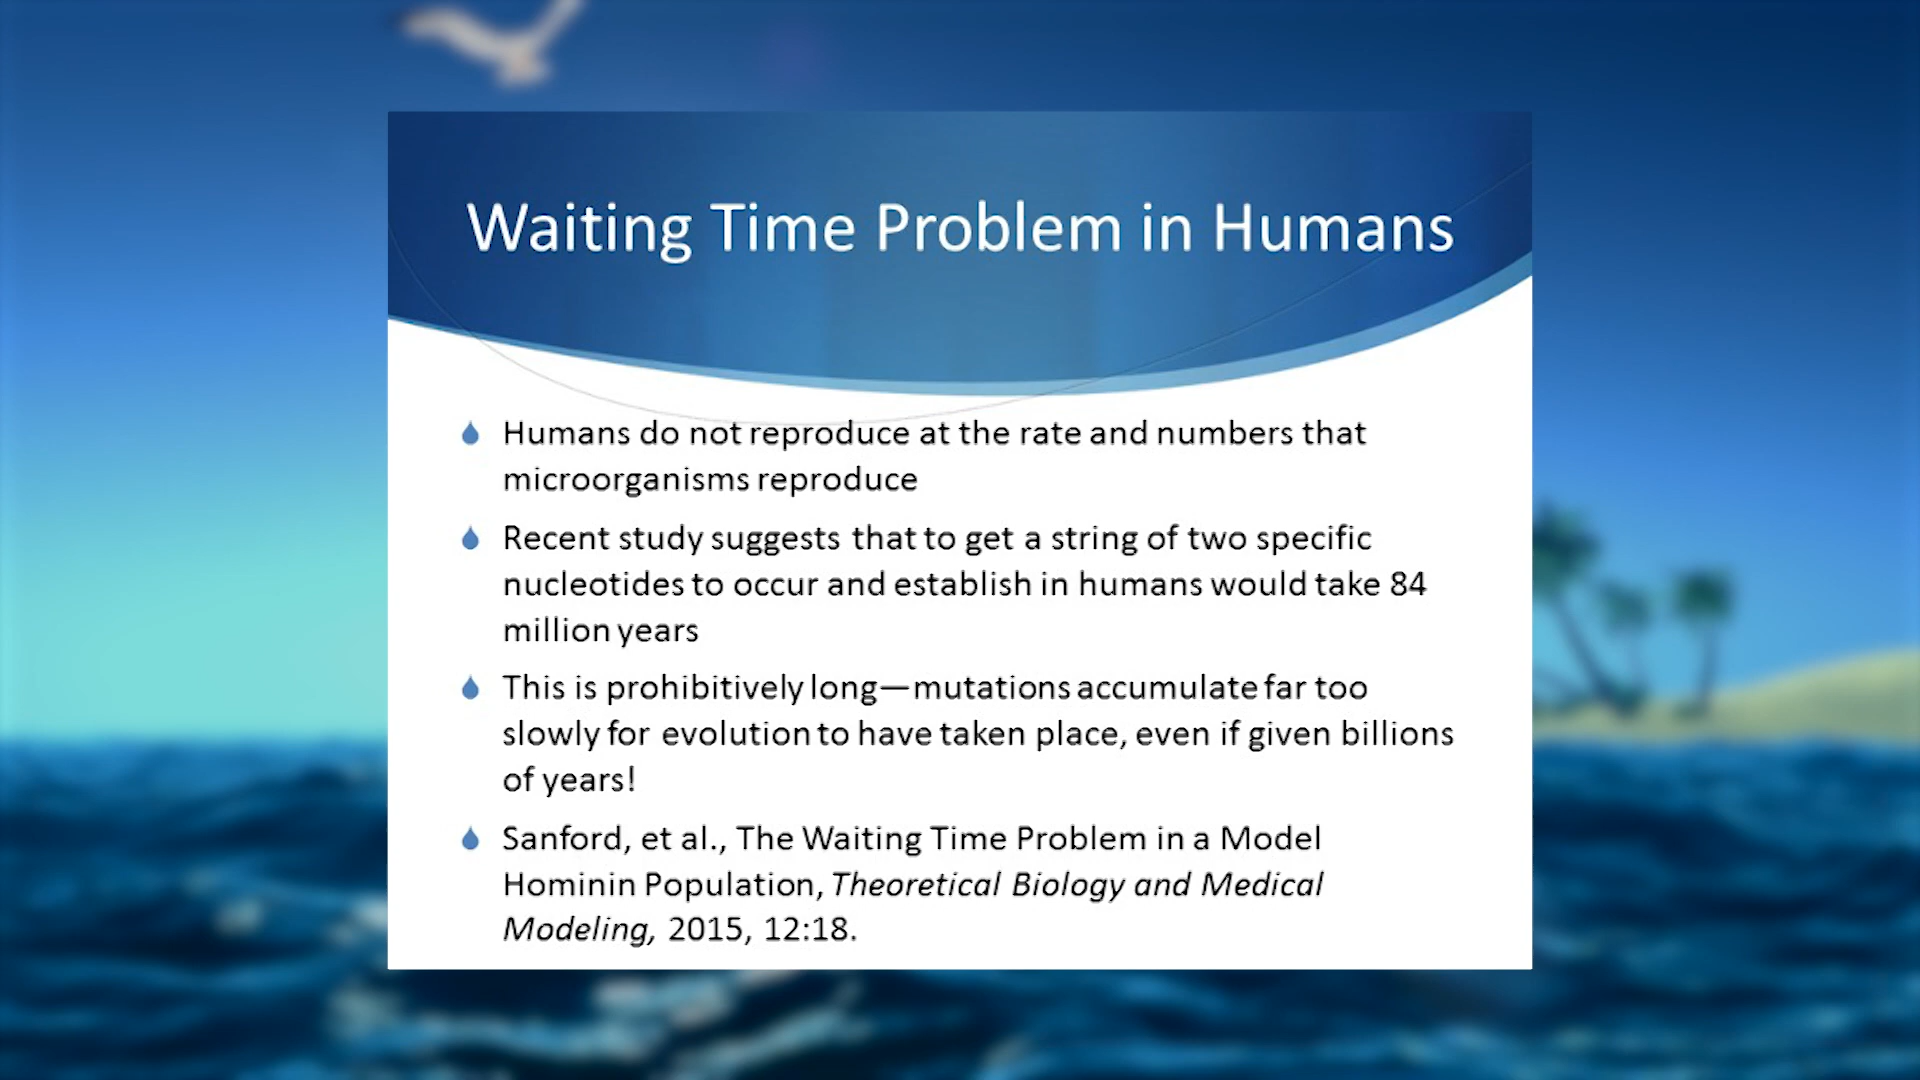 Waiting Time Problem in Humans
Humans do not reproduce at the rate and numbers that
microorganisms reproduce
Recent study suggests that to get a string of two specific
nucleotides to occur and establish in humans would take 84
million years
This is prohibitively long—mutations accumulate far too
slowly for evolution to have taken place, even if given billions
of years!
Sanford, et al., The Waiting Time Problem in a Model
Hominin Population, Theoretical Biology and Medical
Modeling, 2015, 12:18.